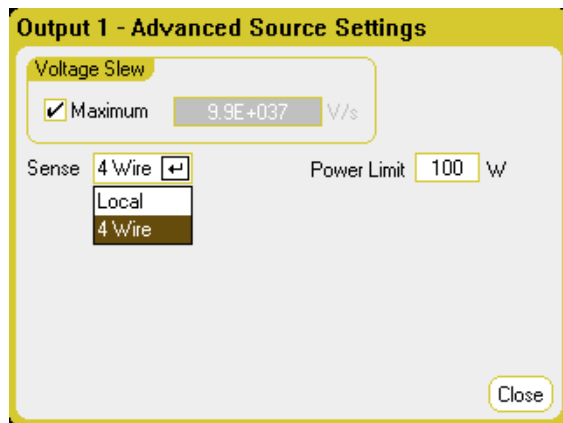 Output 1 - Advanced Source Settings
Voltage Slew
Maximum 9.9E+037 V/s
Sense 4 Wire Power Limit 100 W
Local
4 Wire
Close